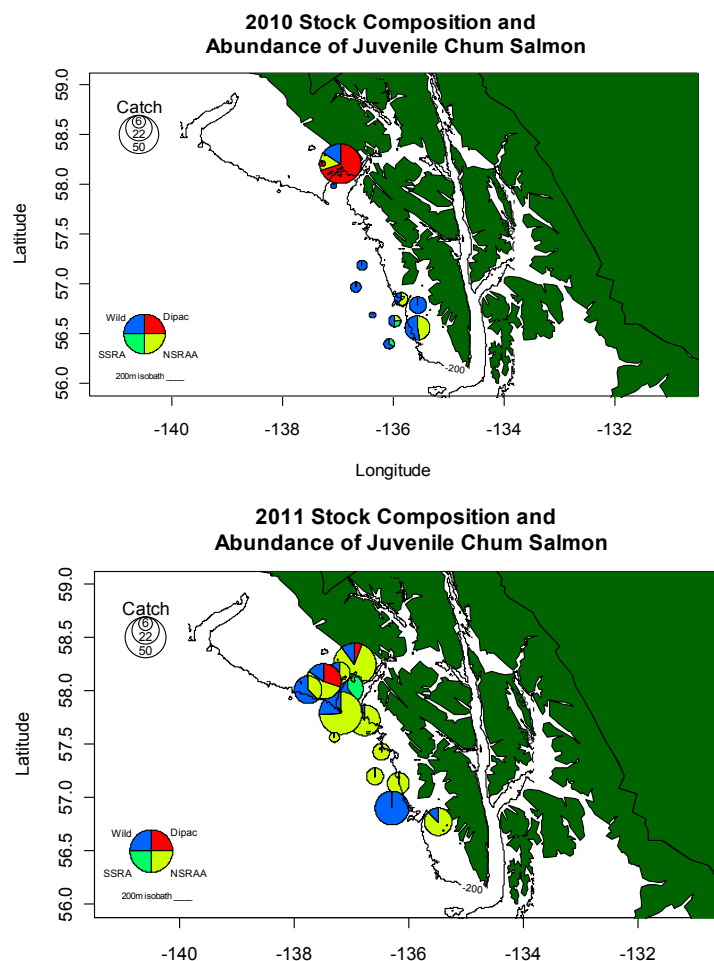 2010 Stock Composition and
Abundance of Juvenile Chum Salmon
59.0
58.5
58.0
57.0
56.5
56.0
Latitude
Catch
6
22
50
Wild
Dipac
SSRA
NSRAA
200m isobath ____
-200
-140
-138
-136
-134
-132
Longitude
2011 Stock Composition and
Abundance of Juvenile Chum Salmon
59.0
58.5
58.0
57.5
57.0
56.5
56.0
Latitude
Catch
6
22
50
Wild
Dipac
SSRA
NSRAA
200m isobath ____
-200
-140
-138
-136
-134
-132